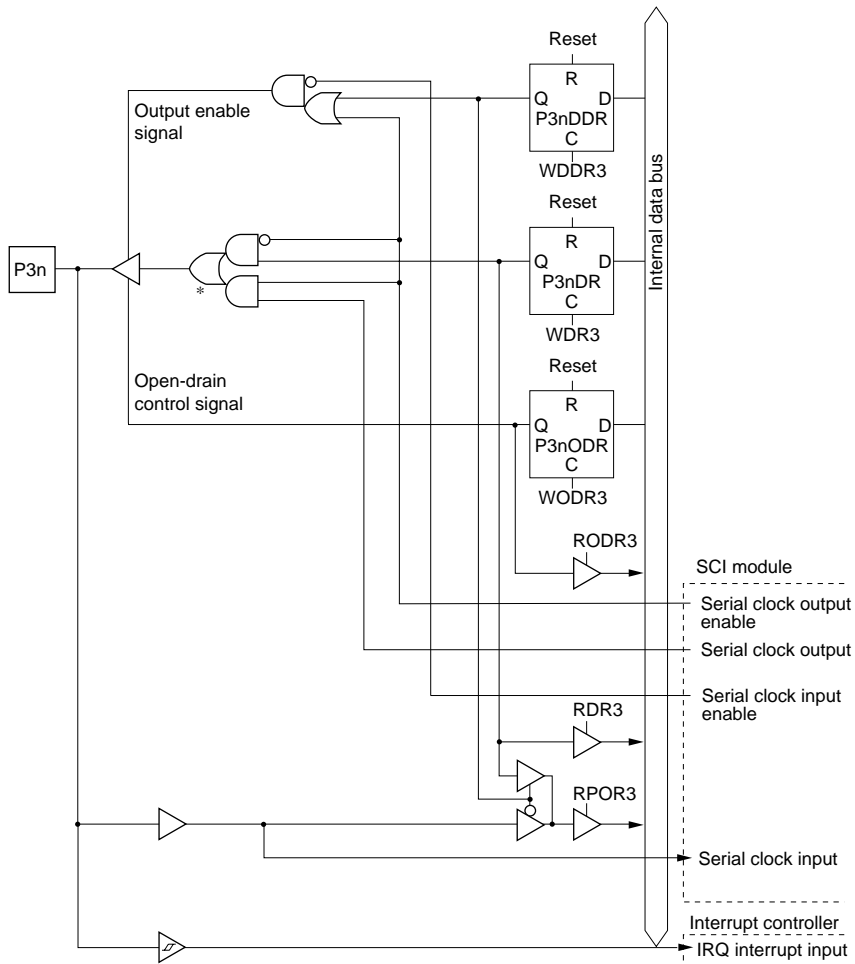 Reset
R
Q
D
P3nDDR
C
WDDR3
Output enable
signal
Internal data bus
Reset
R
Q
D
P3nDR
C
WDR3
P3n
*
Open-drain
control signal
Reset
R
Q
D
P3nODR
C
WODR3
RODR3
SCI module
Serial clock output
enable
Serial clock output
Serial clock input
enable
RDR3
RPOR3
Serial clock input
Interrupt controller
IRQ interrupt input